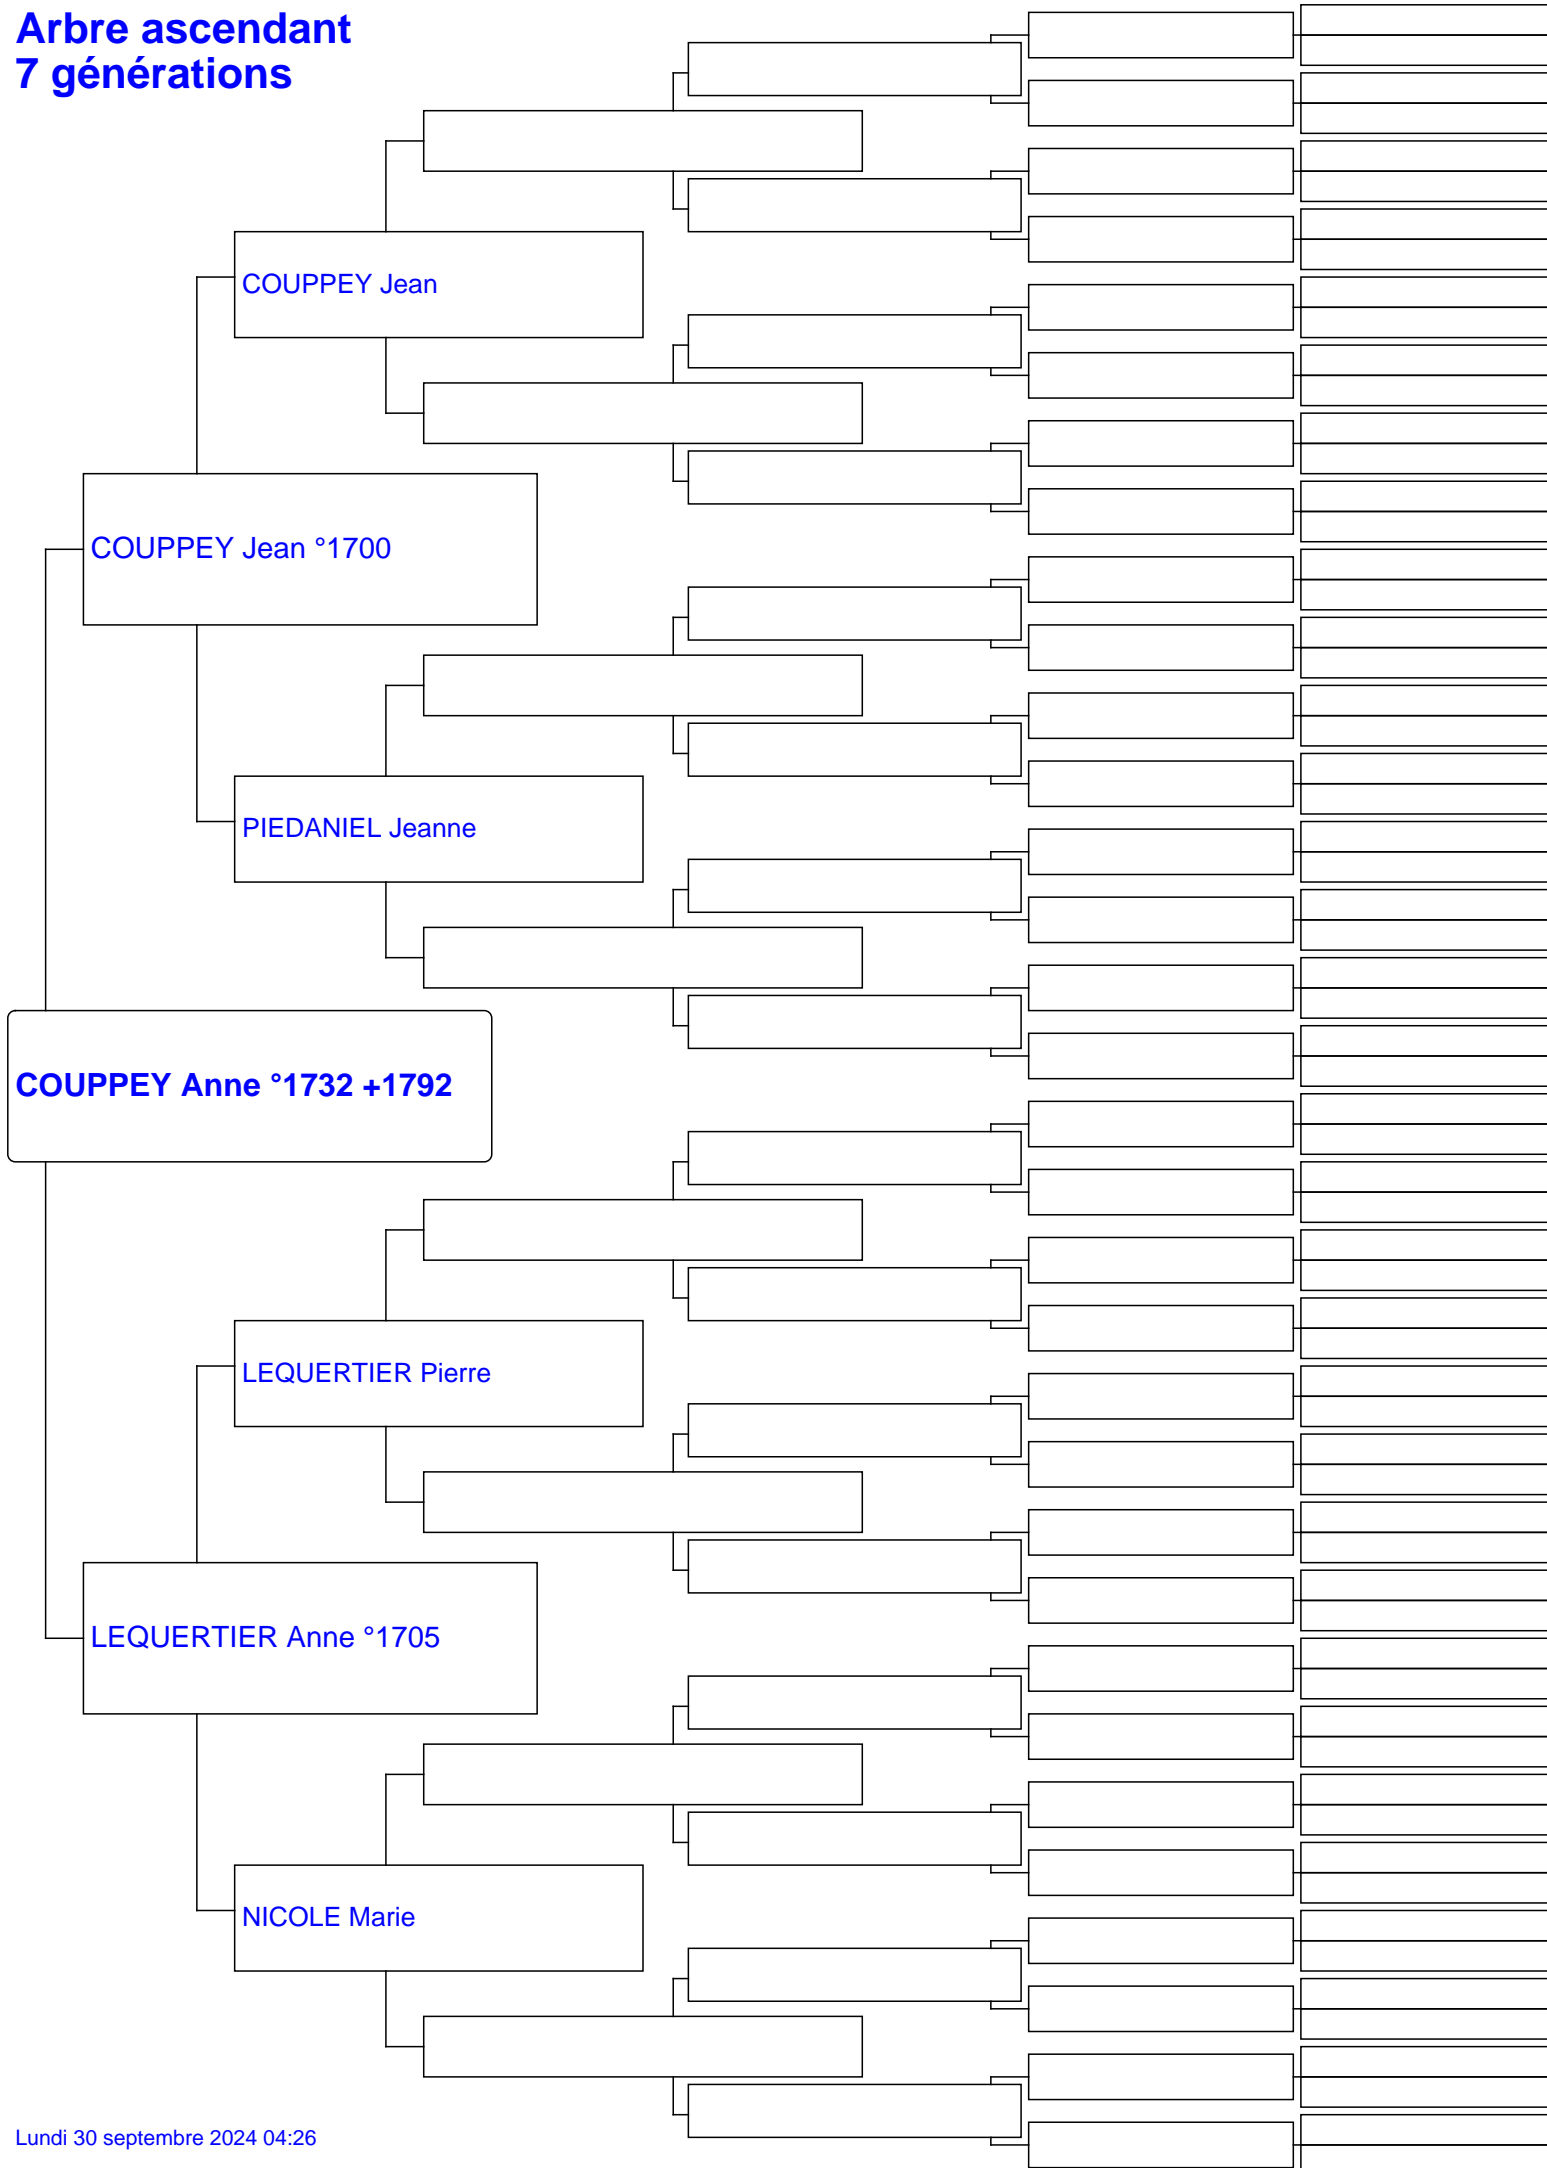 Arbre ascendant
7 générations
COUPPEY Jean
COUPPEY Jean °1700
PIEDANIEL Jeanne
COUPPEY Anne °1732 +1792
LEQUERTIER Pierre
LEQUERTIER Anne °1705
NICOLE Marie
Lundi 30 septembre 2024 04:26